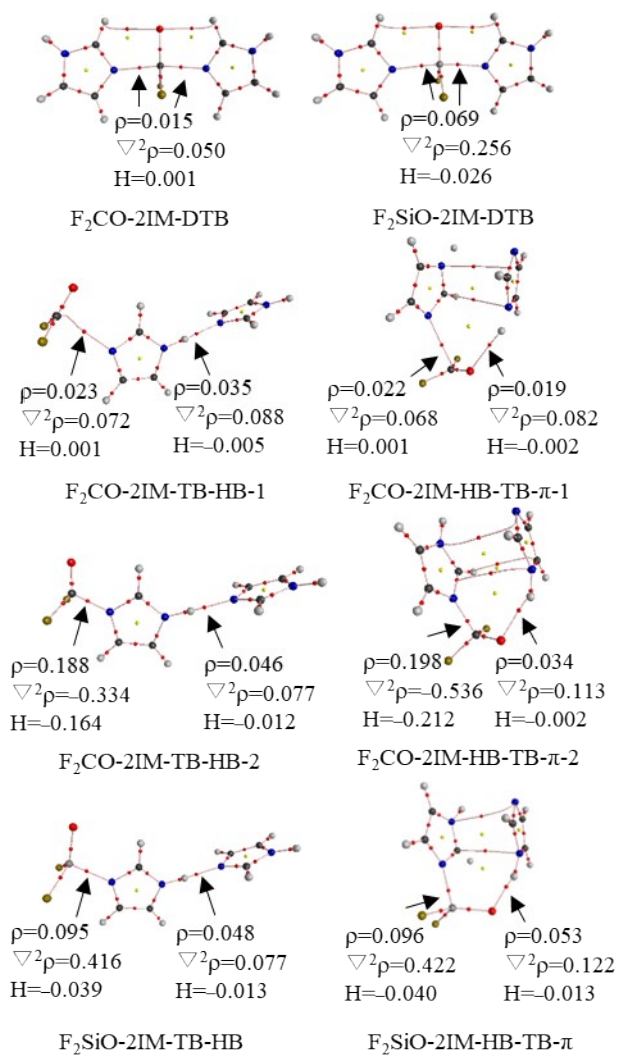 ρ=0.015
▽²ρ=0.050
H=0.001
F₂CO-2IM-DTB
ρ=0.069
▽²ρ=0.256
H=–0.026
F₂SiO-2IM-DTB
ρ=0.023
▽²ρ=0.072
H=0.001
ρ=0.035
▽²ρ=0.088
H=–0.005
F₂CO-2IM-TB-HB-1
ρ=0.022
▽²ρ=0.068
H=0.001
ρ=0.019
▽²ρ=0.082
H=–0.002
F₂CO-2IM-HB-TB-π-1
ρ=0.188
▽²ρ=–0.334
H=–0.164
ρ=0.046
▽²ρ=0.077
H=–0.012
F₂CO-2IM-TB-HB-2
ρ=0.198
▽²ρ=–0.536
H=–0.212
ρ=0.034
▽²ρ=0.113
H=–0.002
F₂CO-2IM-HB-TB-π-2
ρ=0.095
▽²ρ=0.416
H=–0.039
ρ=0.048
▽²ρ=0.077
H=–0.013
F₂SiO-2IM-TB-HB
ρ=0.096
▽²ρ=0.422
H=–0.040
ρ=0.053
▽²ρ=0.122
H=–0.013
F₂SiO-2IM-HB-TB-π